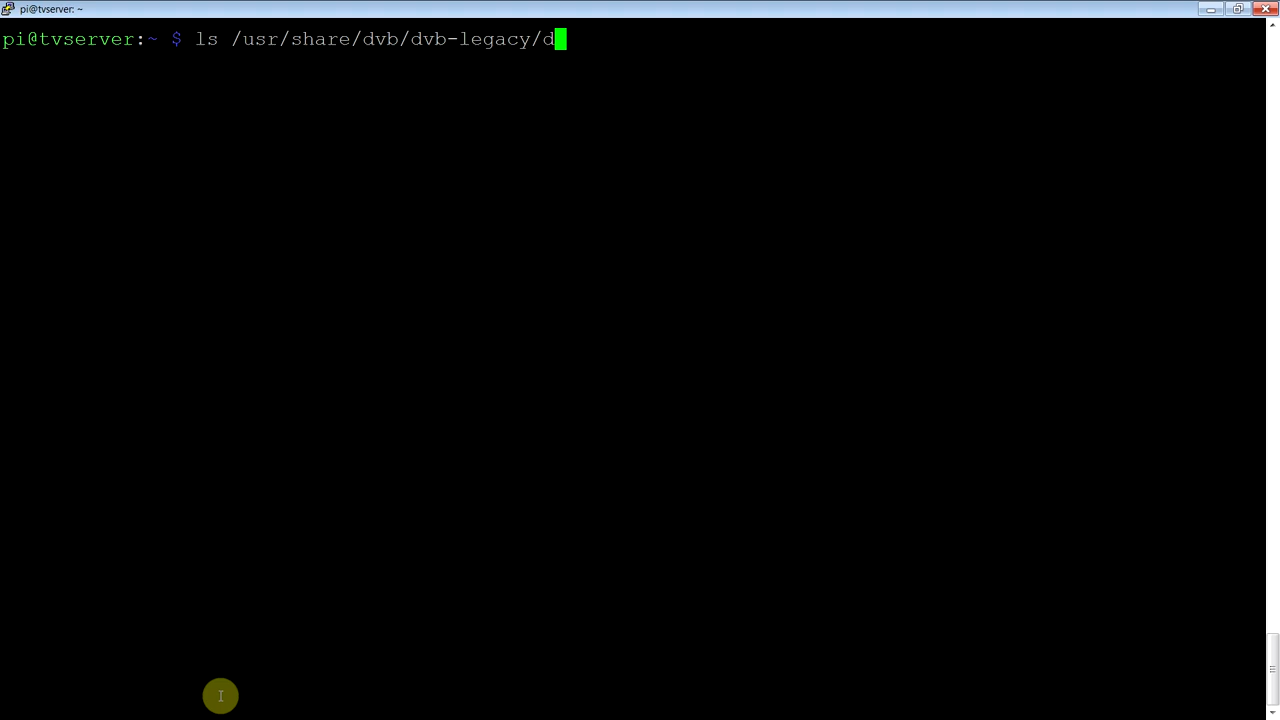 pi@tvserver: ~
pi@tvserver:~ $ ls /usr/share/dvb/dvb-legacy/d